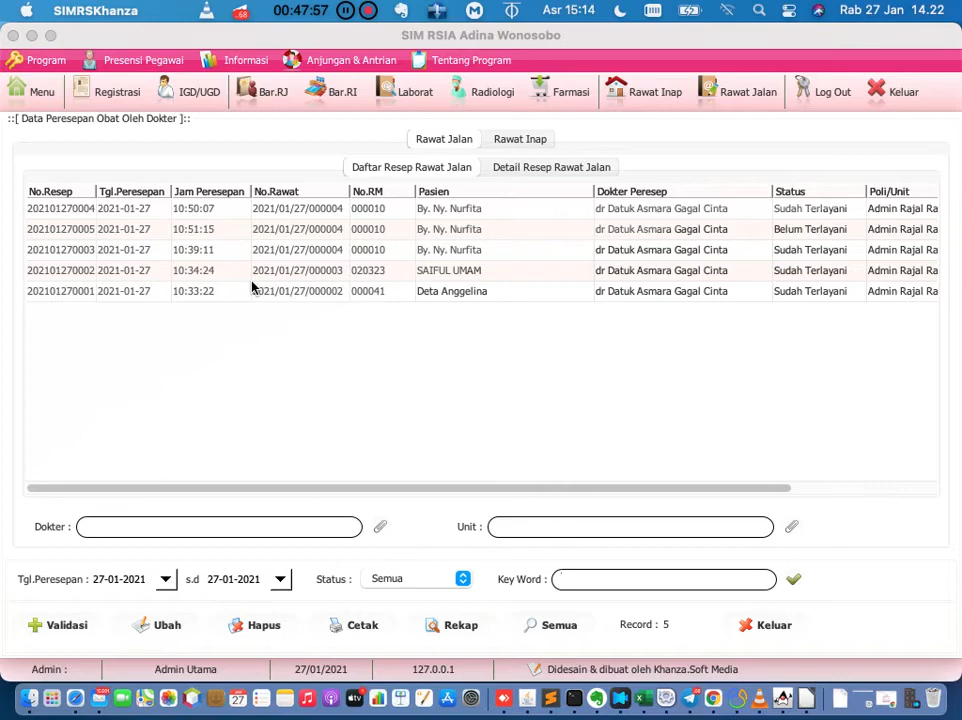 SIMRSKhanza 68 00:47:57 Asr 15:14 Rab 27 Jan 14.22
SIM RSIA Adina Wonosobo
Program Presensi Pegawai Informasi Anjungan & Antrian Tentang Program
Menu Registrasi IGD/UGD Bar.RJ Bar.RI Laborat Radiologi Farmasi Rawat Inap Rawat Jalan Log Out Keluar
::[ Data Peresepan Obat Oleh Dokter ]::
Rawat Jalan Rawat Inap
Daftar Resep Rawat Jalan Detail Resep Rawat Jalan
No.Resep Tgl.Peresepan Jam Peresepan No.Rawat No.RM Pasien Dokter Peresep Status Poli/Unit
202101270004 2021-01-27 10:50:07 2021/01/27/000004 000010 By. Ny. Nurfita dr Datuk Asmara Gagal Cinta Sudah Terlayani Admin Rajal Ra
202101270005 2021-01-27 10:51:15 2021/01/27/000004 000010 By. Ny. Nurfita dr Datuk Asmara Gagal Cinta Belum Terlayani Admin Rajal Ra
202101270003 2021-01-27 10:39:11 2021/01/27/000004 000010 By. Ny. Nurfita dr Datuk Asmara Gagal Cinta Sudah Terlayani Admin Rajal Ra
202101270002 2021-01-27 10:34:24 2021/01/27/000003 020323 SAIFUL UMAM dr Datuk Asmara Gagal Cinta Sudah Terlayani Admin Rajal Ra
202101270001 2021-01-27 10:33:22 2021/01/27/000002 000041 Deta Anggelina dr Datuk Asmara Gagal Cinta Sudah Terlayani Admin Rajal Ra
Dokter : Unit :
Tgl.Peresepan : 27-01-2021 s.d 27-01-2021 Status : Semua Key Word :
Validasi Ubah Hapus Cetak Rekap Semua Record : 5 Keluar
Admin : Admin Utama 27/01/2021 127.0.0.1 Didesain & dibuat oleh Khanza.Soft Media
27